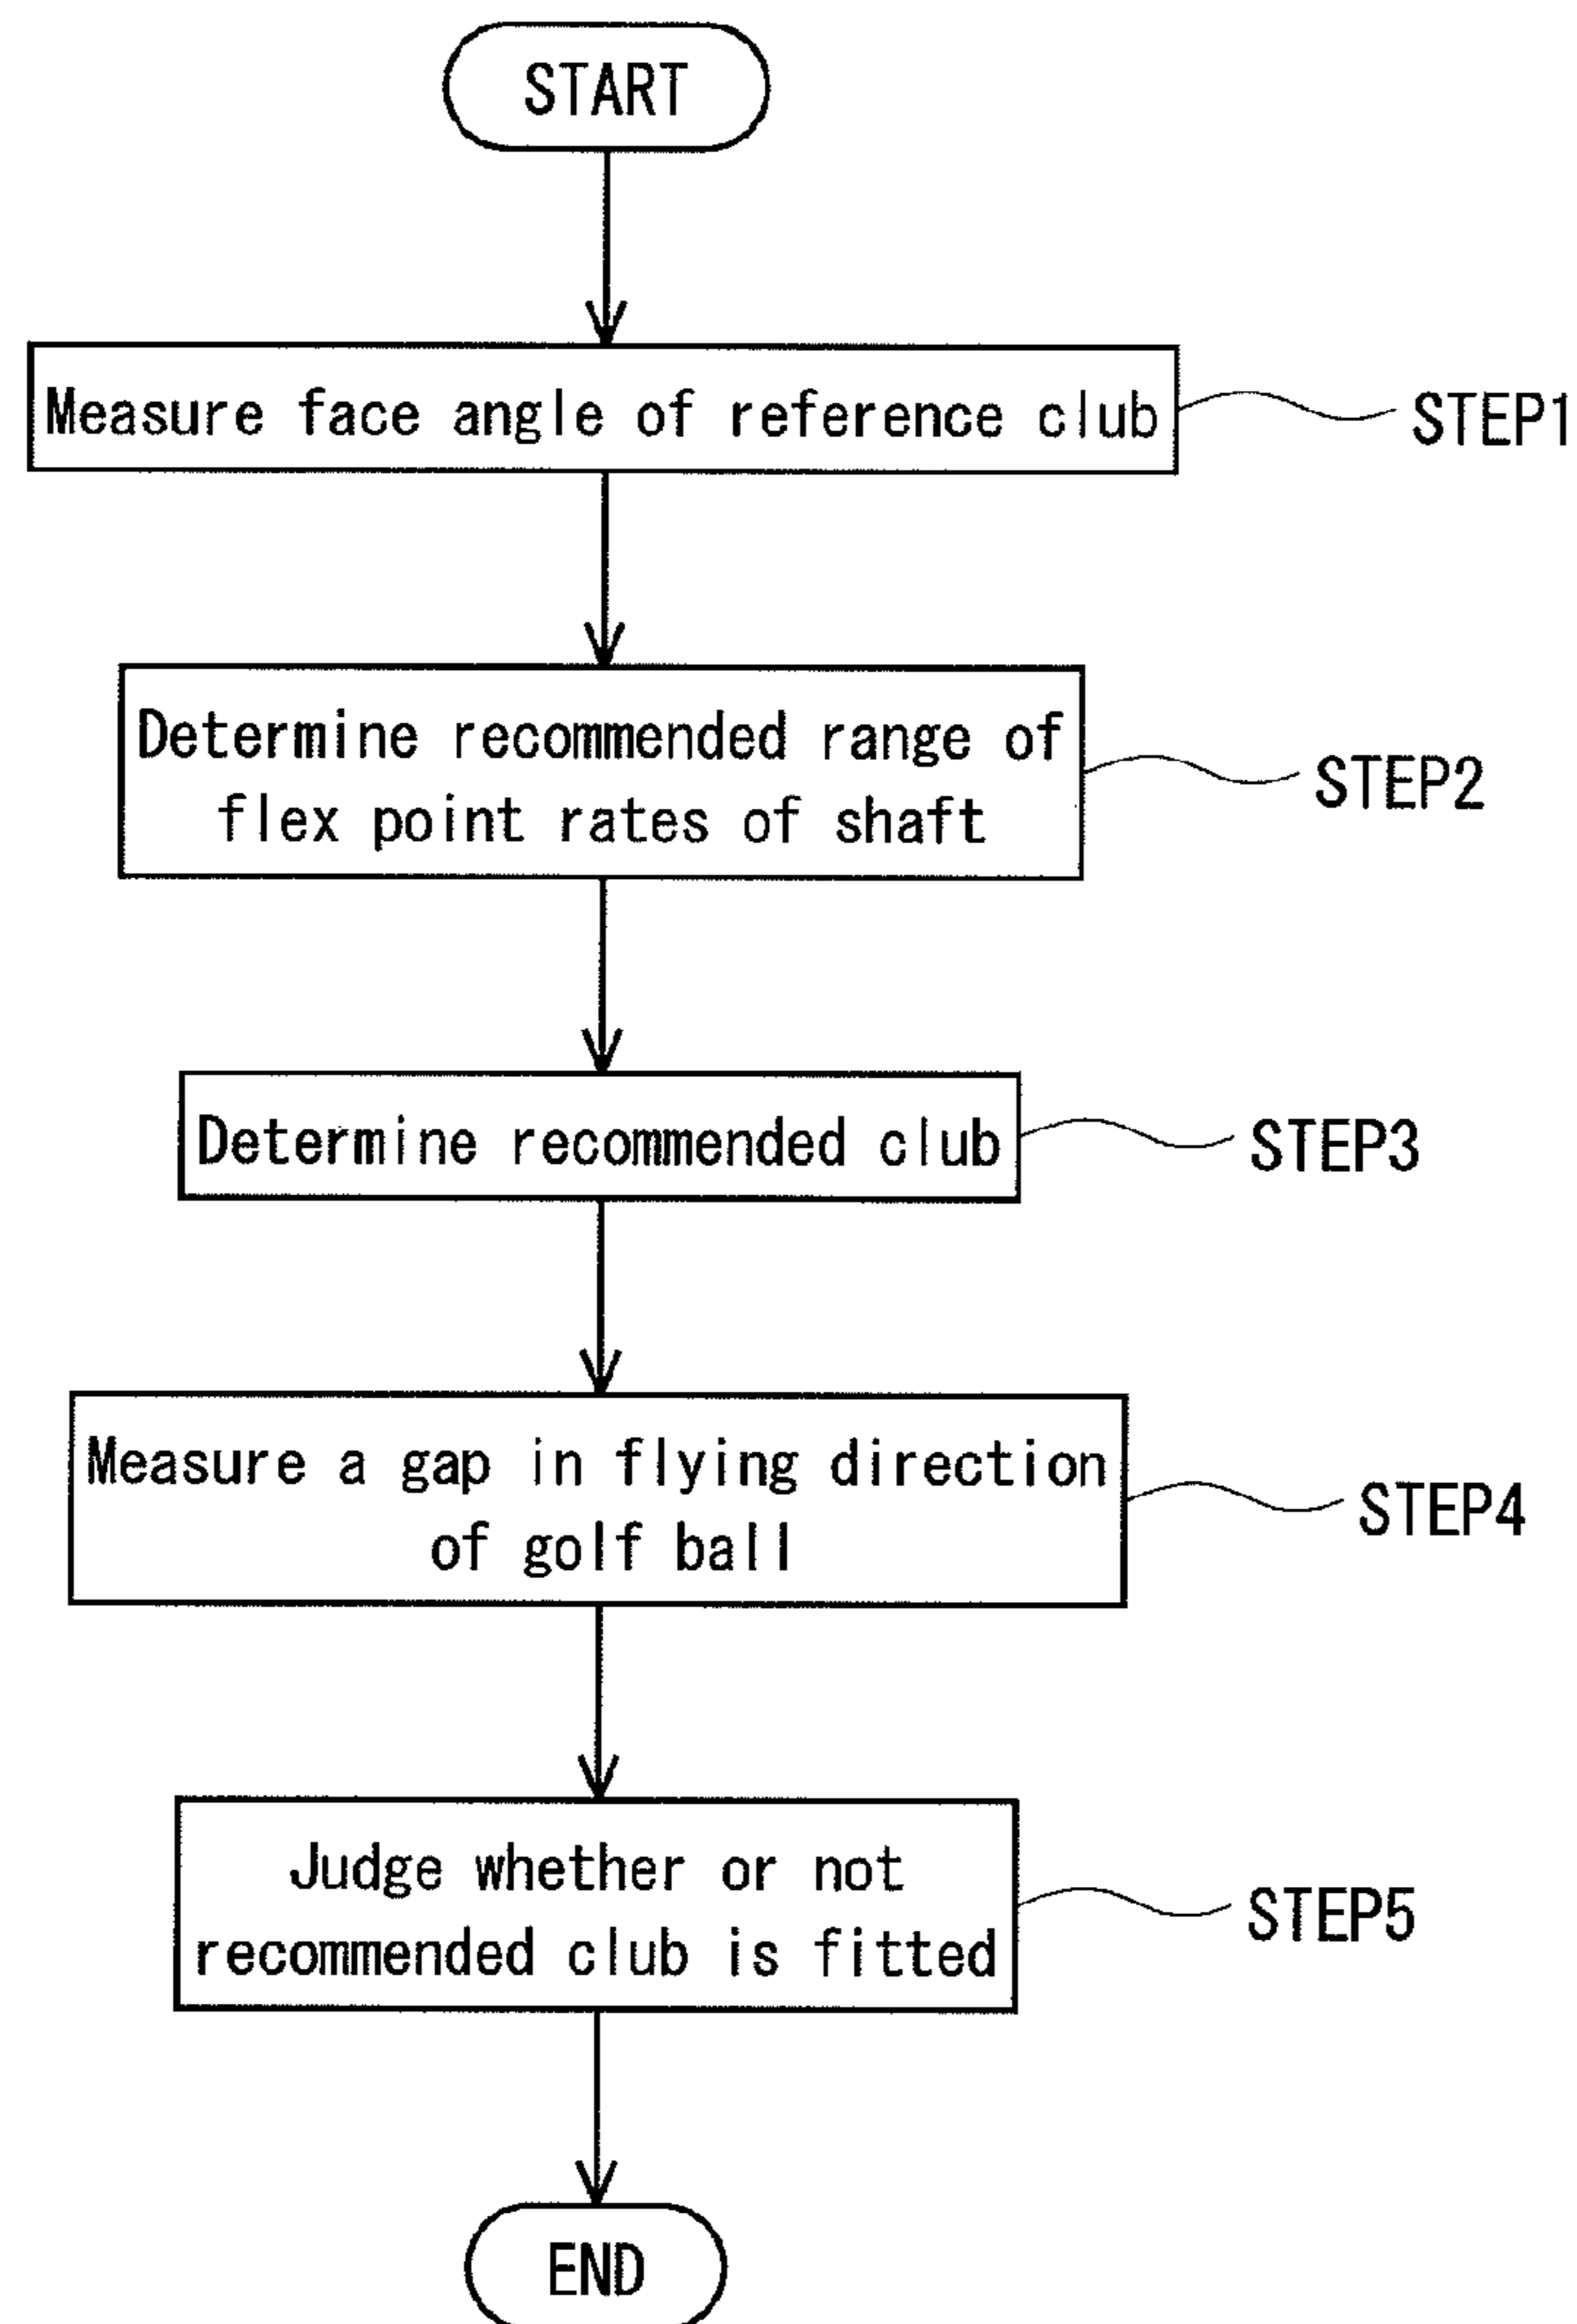 START
Measure face angle of reference club
STEP1
Determine recommended range of
flex point rates of shaft
STEP2
Determine recommended club
STEP3
Measure a gap in flying direction
of golf ball
STEP4
Judge whether or not
recommended club is fitted
STEP5
END